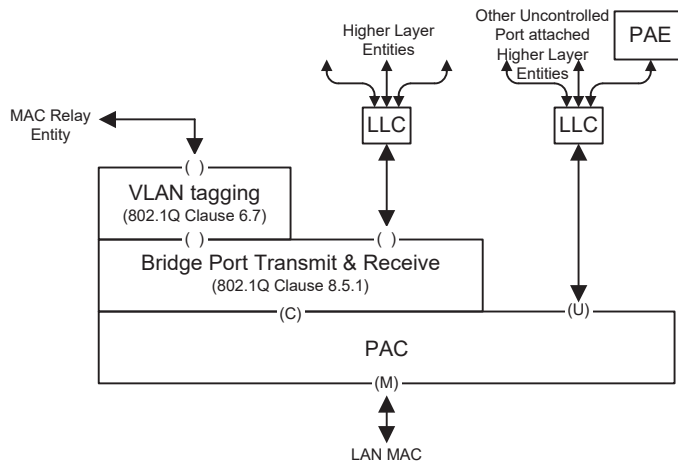 Higher Layer
Entities
Other Uncontrolled
Port attached
Higher Layer
Entities
PAE
MAC Relay
Entity
LLC
LLC
( )
VLAN tagging
(802.1Q Clause 6.7)
( )
( )
Bridge Port Transmit & Receive
(802.1Q Clause 8.5.1)
(C)
(U)
PAC
(M)
LAN MAC